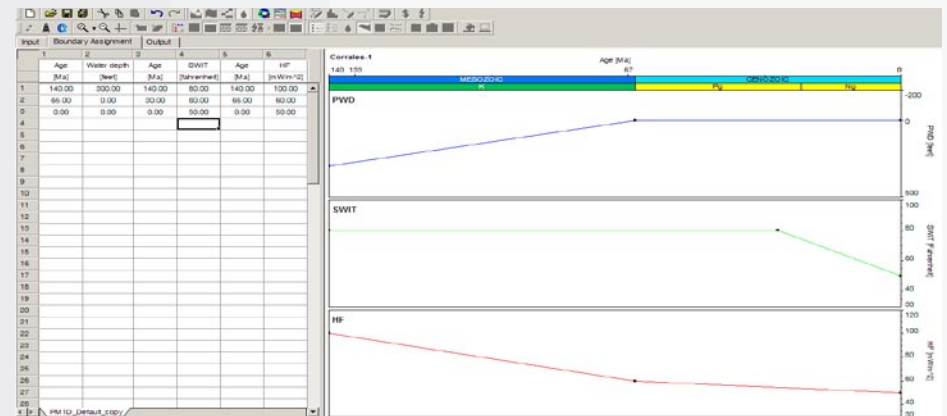 Input Boundary Assignment Output
1 2 3 4 5 6
Age Water depth Age SWIT Age HF
[Ma] [feet] [Ma] [fahrenheit] [Ma] [mW/m^2]
1 140.00 300.00 140.00 80.00 140.00 100.00
2 65.00 0.00 30.00 80.00 65.00 60.00
3 0.00 0.00 0.00 50.00 0.00 50.00
4
5
6
7
8
9
10
11
12
13
14
15
16
17
18
19
20
21
22
23
24
25
26
27
28
PM1D_Default_copy
Corrales-1
Age [Ma]
140 67 0
MESOZOIC CENOZOIC
K Pg Ng
PWD
-200
0
500
PWD [feet]
SWIT
100
80
60
40
30
SWIT [Fahrenheit]
HF
120
100
80
60
40
30
HF [mW/m^2]